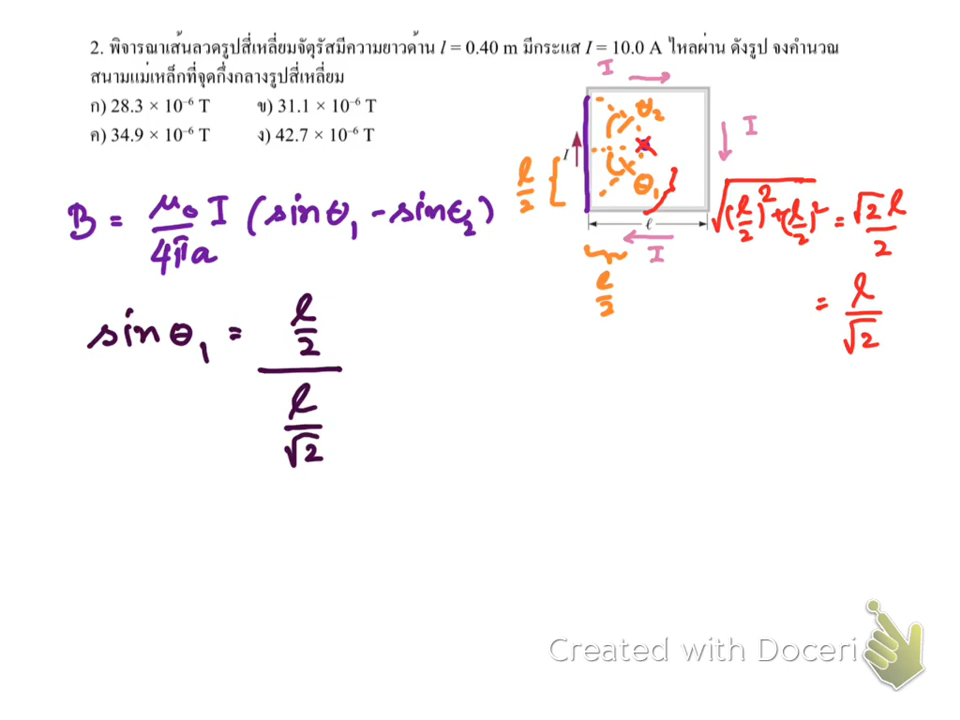 2. พิจารณาเส้นลวดรูปสี่เหลี่ยมจัตุรัสมีความยาวด้าน l = 0.40 m มีกระแส I = 10.0 A ไหลผ่าน ดังรูป จงคำนวณ
สนามแม่เหล็กที่จุดกึ่งกลางรูปสี่เหลี่ยม
ก) 28.3 × 10⁻⁶ T ข) 31.1 × 10⁻⁶ T
ค) 34.9 × 10⁻⁶ T ง) 42.7 × 10⁻⁶ T
I
I
θ₂
I
θ₁
l/2
ℓ
I
l/2
B = μ₀I/4πa (sinθ₁ - sinθ₂)
√((l/2)² + (l/2)²) = √2 l/2
= l/√2
sinθ₁ = (l/2)/(l/√2)
Created with Doceri